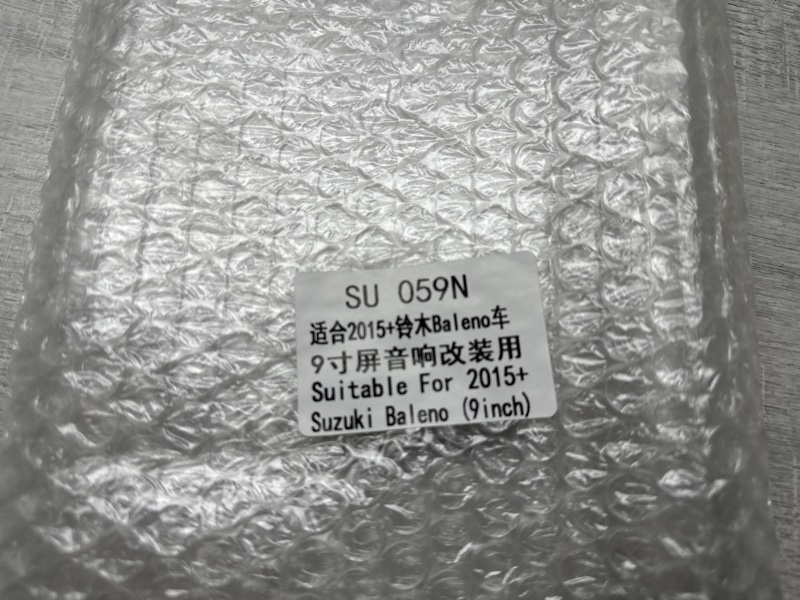 SU 059N
适合2015+铃木Baleno车
9寸屏音响改装用
Suitable For 2015+
Suzuki Baleno (9inch)